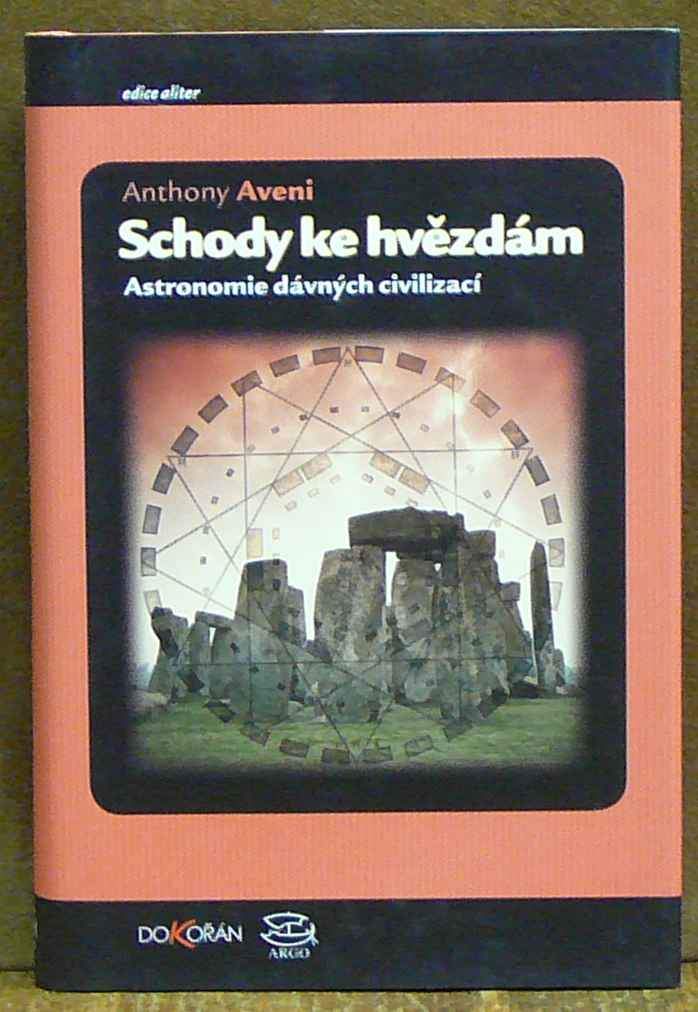 edice aliter
Anthony Aveni
Schody ke hvězdám
Astronomie dávných civilizací
DOKOŘÁN
ARGO